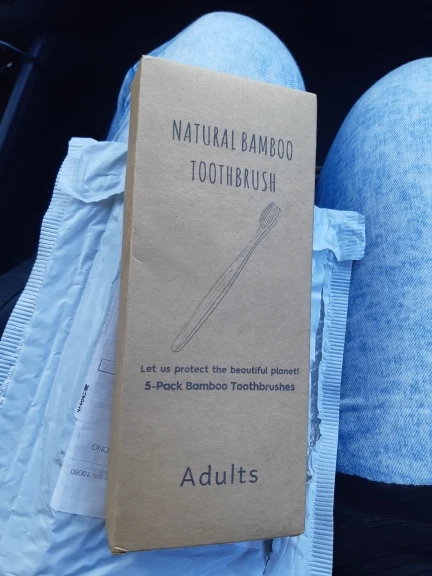 NATURAL BAMBOO
TOOTHBRUSH
Let us protect the beautiful planet!
5-Pack Bamboo Toothbrushes
Adults